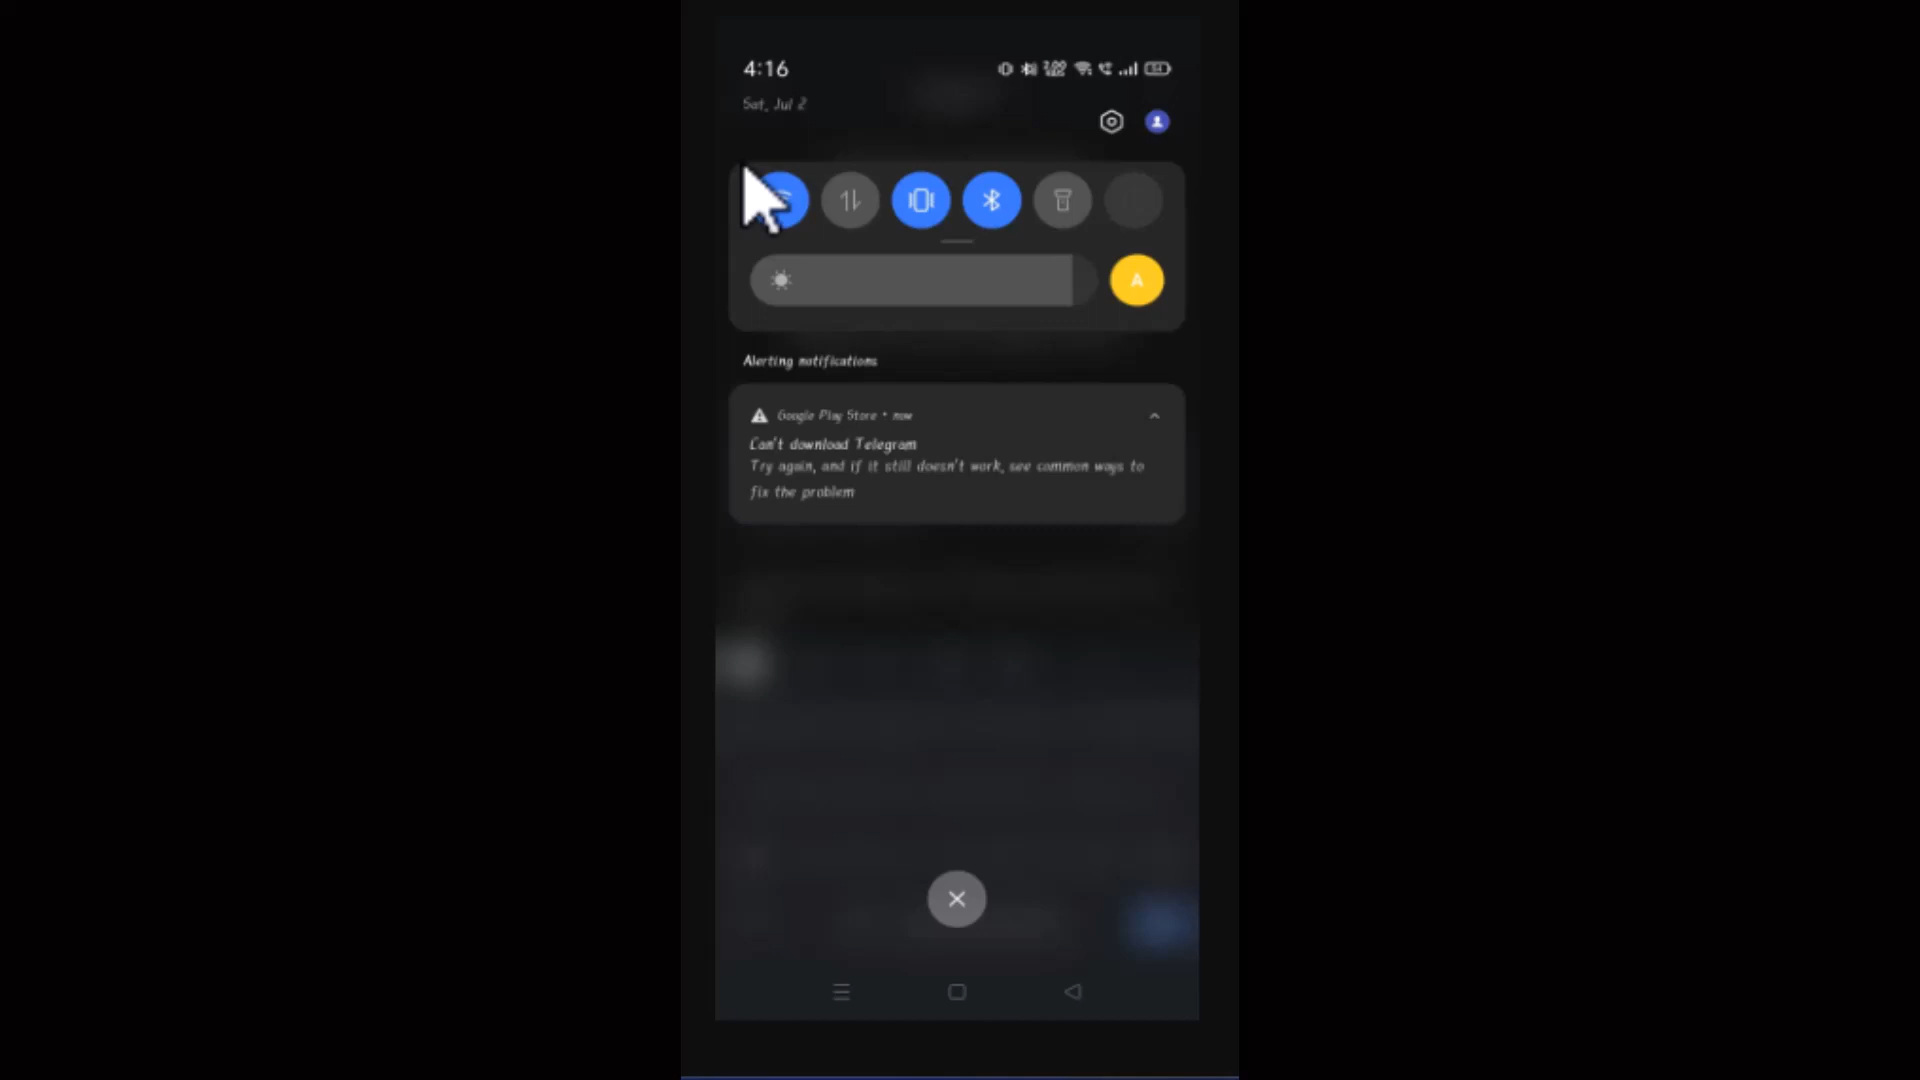 4:16
Sat, Jul 2
A
Alerting notifications
Google Play Store • now
Can't download Telegram
Try again, and if it still doesn't work, see common ways to
fix the problem